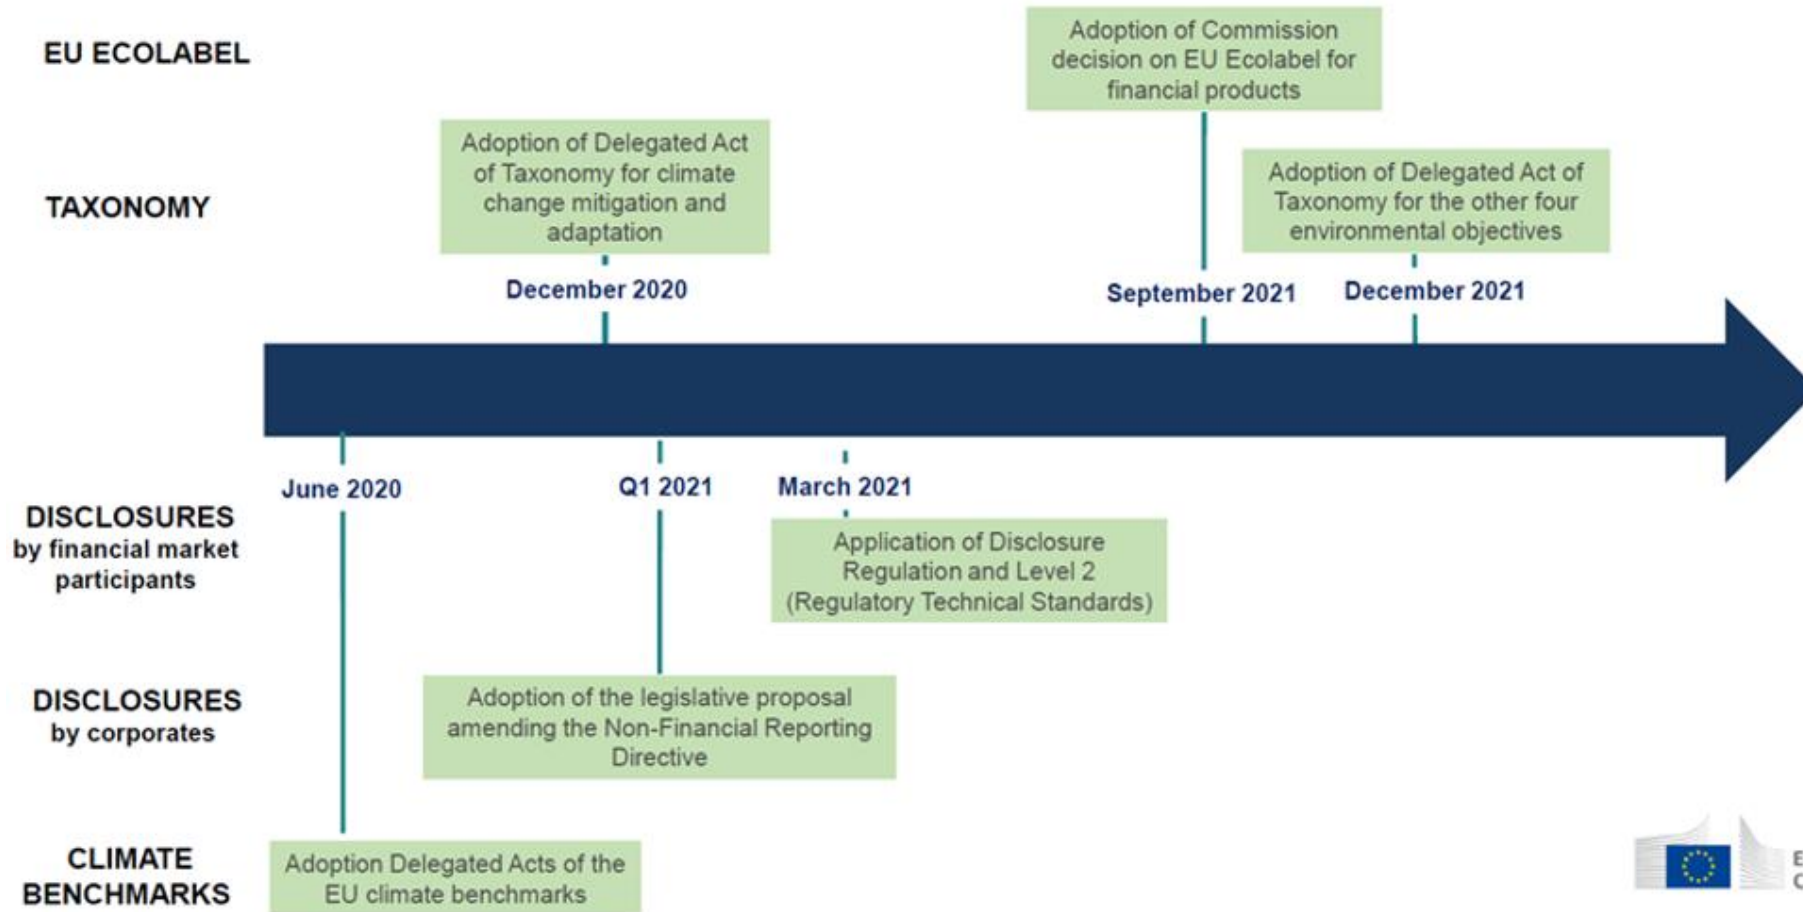 EU ECOLABEL
Adoption of Commission
decision on EU Ecolabel for
financial products
TAXONOMY
Adoption of Delegated Act
of Taxonomy for climate
change mitigation and
adaptation
Adoption of Delegated Act of
Taxonomy for the other four
environmental objectives
December 2020
September 2021
December 2021
June 2020
Q1 2021
March 2021
DISCLOSURES
by financial market
participants
Application of Disclosure
Regulation and Level 2
(Regulatory Technical Standards)
DISCLOSURES
by corporates
Adoption of the legislative proposal
amending the Non-Financial Reporting
Directive
CLIMATE
BENCHMARKS
Adoption Delegated Acts of the
EU climate benchmarks